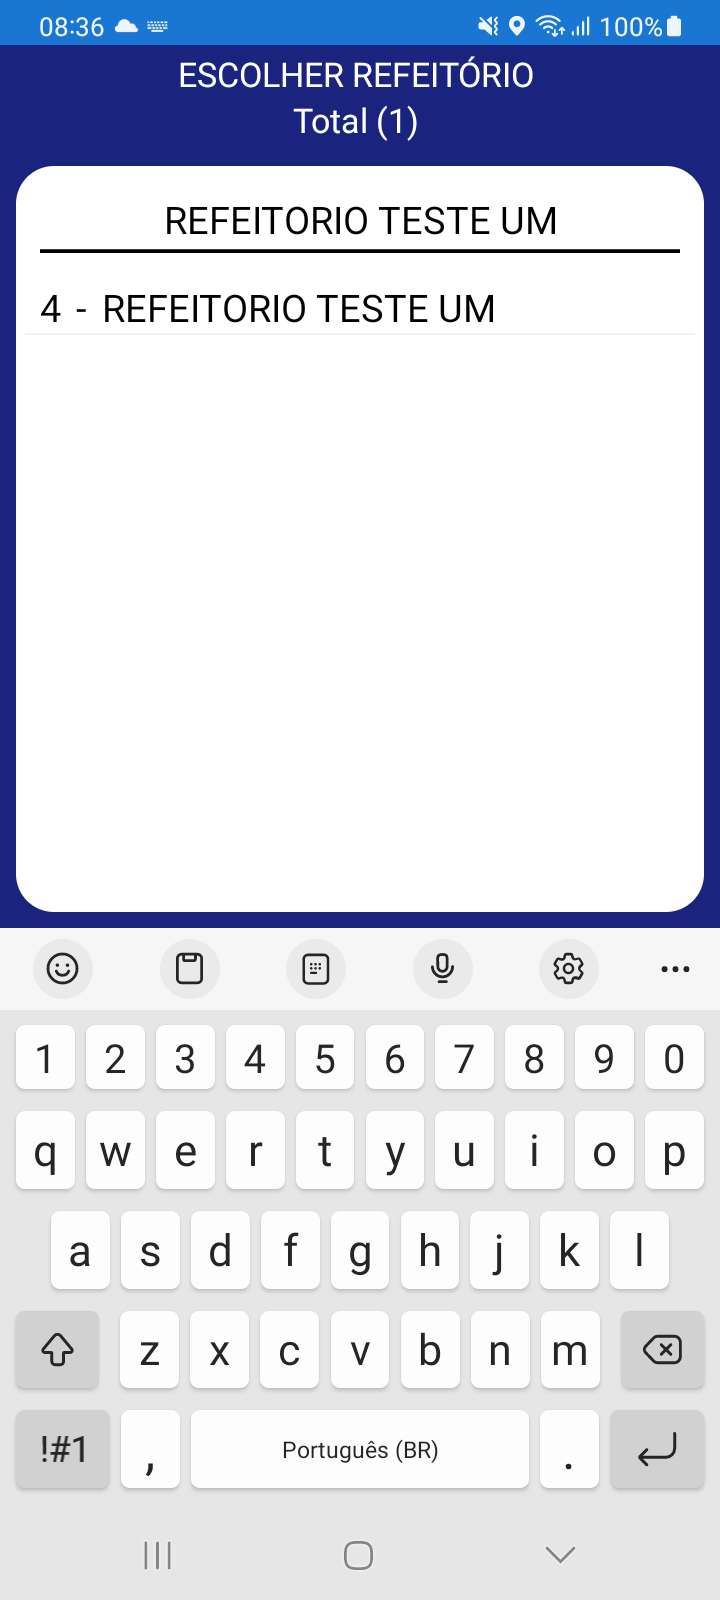 08:36 100%
ESCOLHER REFEITÓRIO
Total (1)
REFEITORIO TESTE UM
4 - REFEITORIO TESTE UM
1 2 3 4 5 6 7 8 9 0
q w e r t y u i o p
a s d f g h j k l
z x c v b n m
!#1 , Português (BR) .